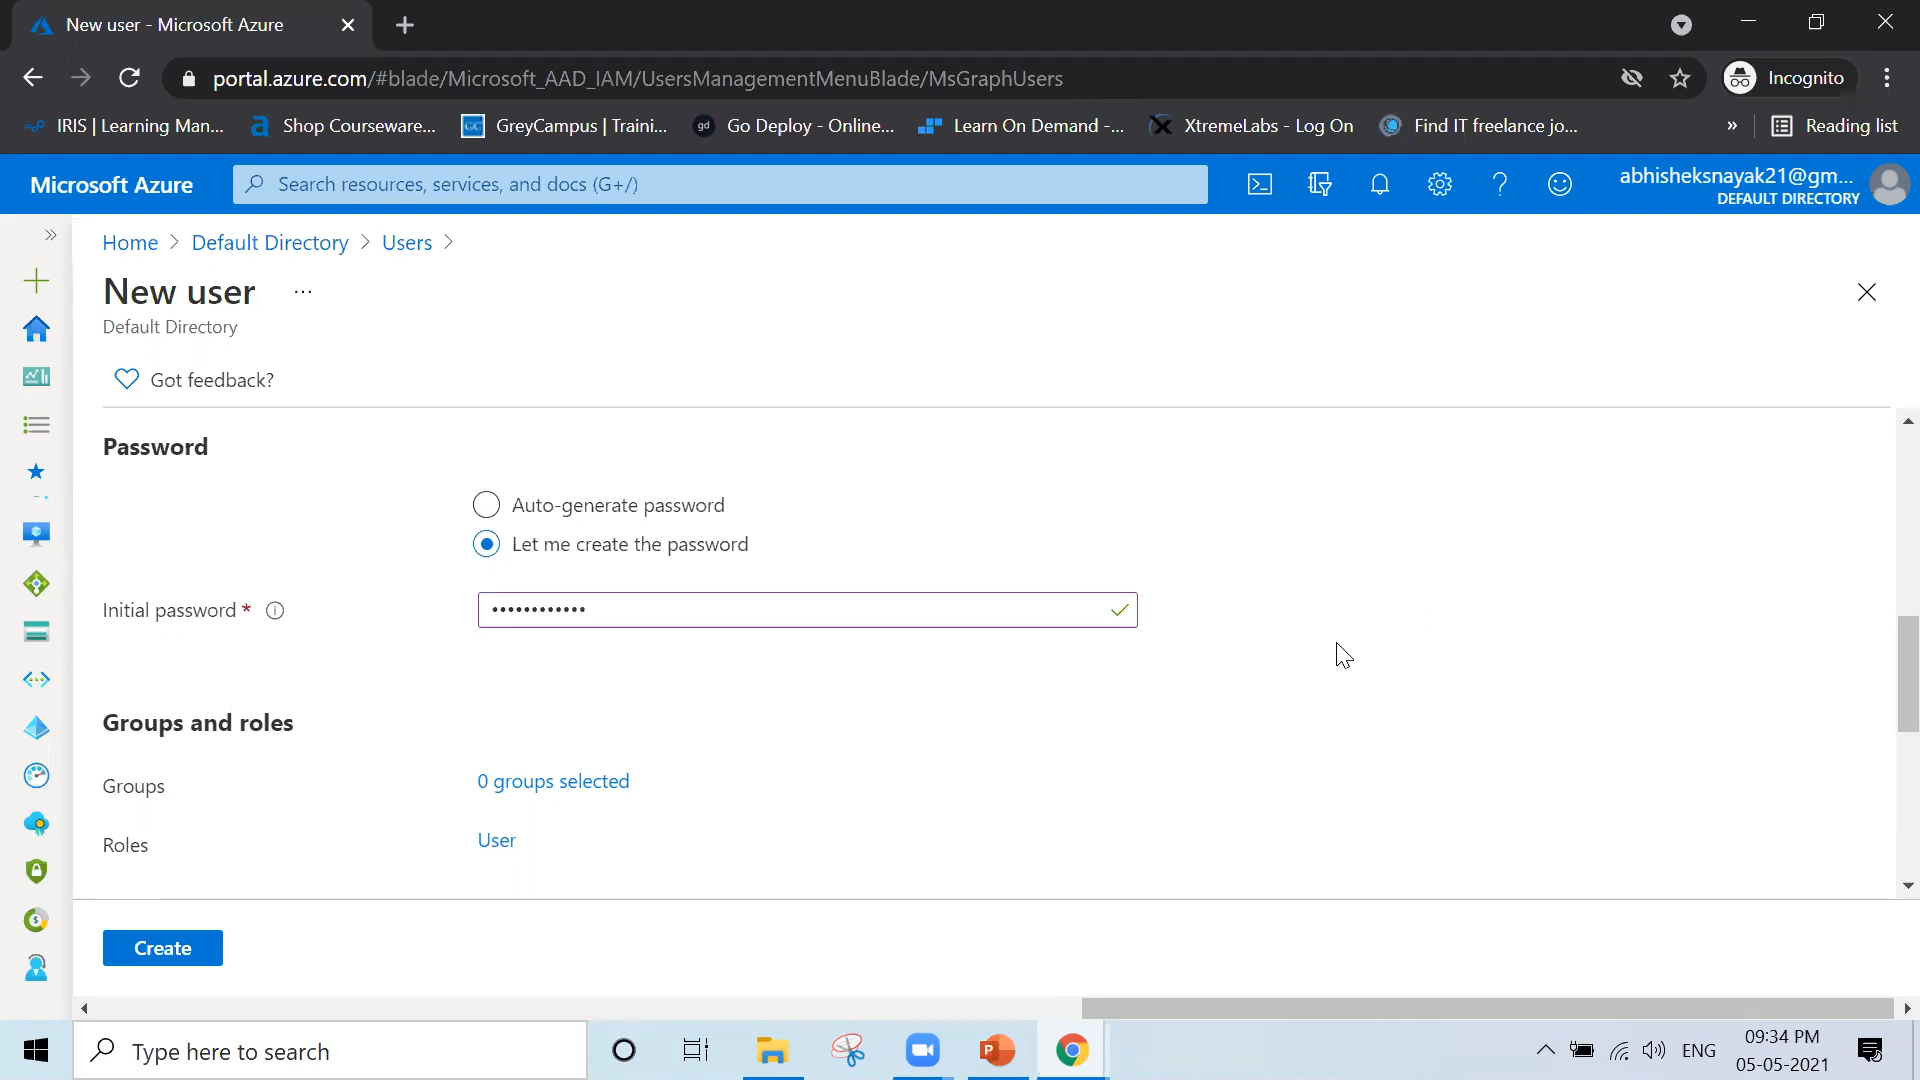 New user - Microsoft Azure
portal.azure.com/#blade/Microsoft_AAD_IAM/UsersManagementMenuBlade/MsGraphUsers
Incognito
IRIS | Learning Man...
Shop Courseware...
GreyCampus | Traini...
Go Deploy - Online...
Learn On Demand -...
XtremeLabs - Log On
Find IT freelance jo...
»
Reading list
Microsoft Azure
Search resources, services, and docs (G+/)
abhisheksnayak21@gm...
DEFAULT DIRECTORY
Home > Default Directory > Users >
New user ...
Default Directory
Got feedback?
Password
Auto-generate password
Let me create the password
Initial password *
••••••••••••
Groups and roles
Groups
0 groups selected
Roles
User
Create
Type here to search
ENG
09:34 PM
05-05-2021